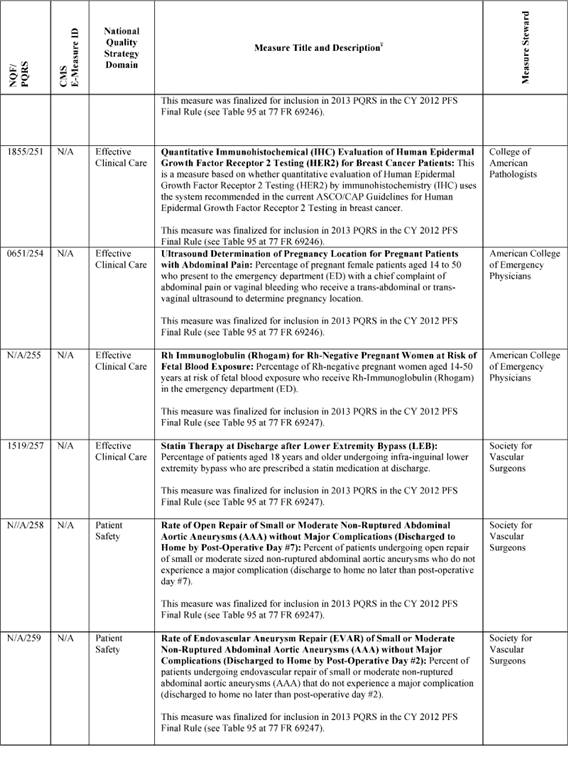 NQF/
PQRS
CMS
E-Measure ID
National
Quality
Strategy
Domain
Measure Title and Description¥
Measure Steward
This measure was finalized for inclusion in 2013 PQRS in the CY 2012 PFS
Final Rule (see Table 95 at 77 FR 69246).
1855/251
N/A
Effective
Clinical Care
Quantitative Immunohistochemical (IHC) Evaluation of Human Epidermal
Growth Factor Receptor 2 Testing (HER2) for Breast Cancer Patients: This
is a measure based on whether quantitative evaluation of Human Epidermal
Growth Factor Receptor 2 Testing (HER2) by immunohistochemistry (IHC) uses
the system recommended in the current ASCO/CAP Guidelines for Human
Epidermal Growth Factor Receptor 2 Testing in breast cancer.
This measure was finalized for inclusion in 2013 PQRS in the CY 2012 PFS
Final Rule (see Table 95 at 77 FR 69246).
College of
American
Pathologists
0651/254
N/A
Effective
Clinical Care
Ultrasound Determination of Pregnancy Location for Pregnant Patients
with Abdominal Pain: Percentage of pregnant female patients aged 14 to 50
who present to the emergency department (ED) with a chief complaint of
abdominal pain or vaginal bleeding who receive a trans-abdominal or trans-
vaginal ultrasound to determine pregnancy location.
This measure was finalized for inclusion in 2013 PQRS in the CY 2012 PFS
Final Rule (see Table 95 at 77 FR 69246).
American College
of Emergency
Physicians
N/A/255
N/A
Effective
Clinical Care
Rh Immunoglobulin (Rhogam) for Rh-Negative Pregnant Women at Risk of
Fetal Blood Exposure: Percentage of Rh-negative pregnant women aged 14-50
years at risk of fetal blood exposure who receive Rh-Immunoglobulin (Rhogam)
in the emergency department (ED).
This measure was finalized for inclusion in 2013 PQRS in the CY 2012 PFS
Final Rule (see Table 95 at 77 FR 69247).
American College
of Emergency
Physicians
1519/257
N/A
Effective
Clinical Care
Statin Therapy at Discharge after Lower Extremity Bypass (LEB):
Percentage of patients aged 18 years and older undergoing infra-inguinal lower
extremity bypass who are prescribed a statin medication at discharge.
This measure was finalized for inclusion in 2013 PQRS in the CY 2012 PFS
Final Rule (see Table 95 at 77 FR 69247).
Society for
Vascular
Surgeons
N//A/258
N/A
Patient
Safety
Rate of Open Repair of Small or Moderate Non-Ruptured Abdominal
Aortic Aneurysms (AAA) without Major Complications (Discharged to
Home by Post-Operative Day #7): Percent of patients undergoing open repair
of small or moderate sized non-ruptured abdominal aortic aneurysms who do not
experience a major complication (discharge to home no later than post-operative
day #7).
This measure was finalized for inclusion in 2013 PQRS in the CY 2012 PFS
Final Rule (see Table 95 at 77 FR 69247).
Society for
Vascular
Surgeons
N/A/259
N/A
Patient
Safety
Rate of Endovascular Aneurysm Repair (EVAR) of Small or Moderate
Non-Ruptured Abdominal Aortic Aneurysms (AAA) without Major
Complications (Discharged to Home by Post-Operative Day #2): Percent of
patients undergoing endovascular repair of small or moderate non-ruptured
abdominal aortic aneurysms (AAA) that do not experience a major complication
(discharged to home no later than post-operative day #2).
This measure was finalized for inclusion in 2013 PQRS in the CY 2012 PFS
Final Rule (see Table 95 at 77 FR 69247).
Society for
Vascular
Surgeons